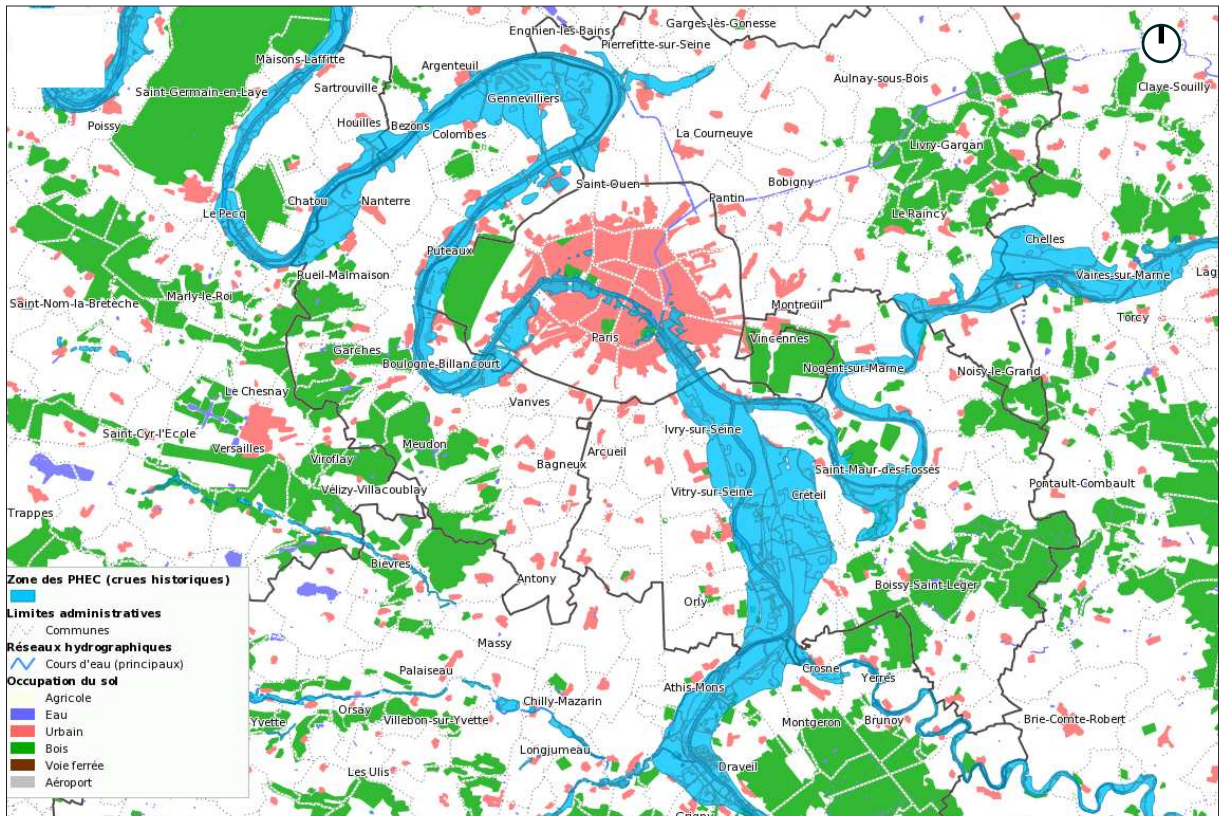 Enghien-les-Bains
Garges-lès-Gonesse
Pierrefitte-sur-Seine
Maisons-Laffitte
Argenteuil
Aulnay-sous-Bois
Claye-Souilly
Saint-Germain-en-Laye
Sartrouville
Gennevilliers
Poissy
Houilles
Bezons
Colombes
La Courneuve
Livry-Gargan
Bobigny
Saint-Ouen
Pantin
Le Pecq
Chatou
Nanterre
Le Raincy
Chelles
Puteaux
Rueil-Malmaison
Vaires-sur-Marne
Lag
Saint-Nom-la-Bretèche
Marly-le-Roi
Montreuil
Torcy
Garches
Paris
Vincennes
Boulogne-Billancourt
Nogent-sur-Marne
Noisy-le-Grand
Le Chesnay
Vanves
Saint-Cyr-l'Ecole
Versailles
Meudon
Ivry-sur-Seine
Viroflay
Bagneux
Arcueil
Saint-Maur-des-Fossés
Vélizy-Villacoublay
Vitry-sur-Seine
Créteil
Pontault-Combault
Trappes
Bièvres
Antony
Boissy-Saint-Leger
Orly
Massy
Palaiseau
Crosne
Yerres
Athis-Mons
Chilly-Mazarin
Orsay
Yvette
Villebon-sur-Yvette
Montgeron
Brunoy
Brie-Comte-Robert
Longjumeau
Les Ulis
Draveil
Grigny
Zone des PHEC (crues historiques)
Limites administratives
Communes
Réseaux hydrographiques
Cours d'eau (principaux)
Occupation du sol
Agricole
Eau
Urbain
Bois
Voie ferrée
Aéroport